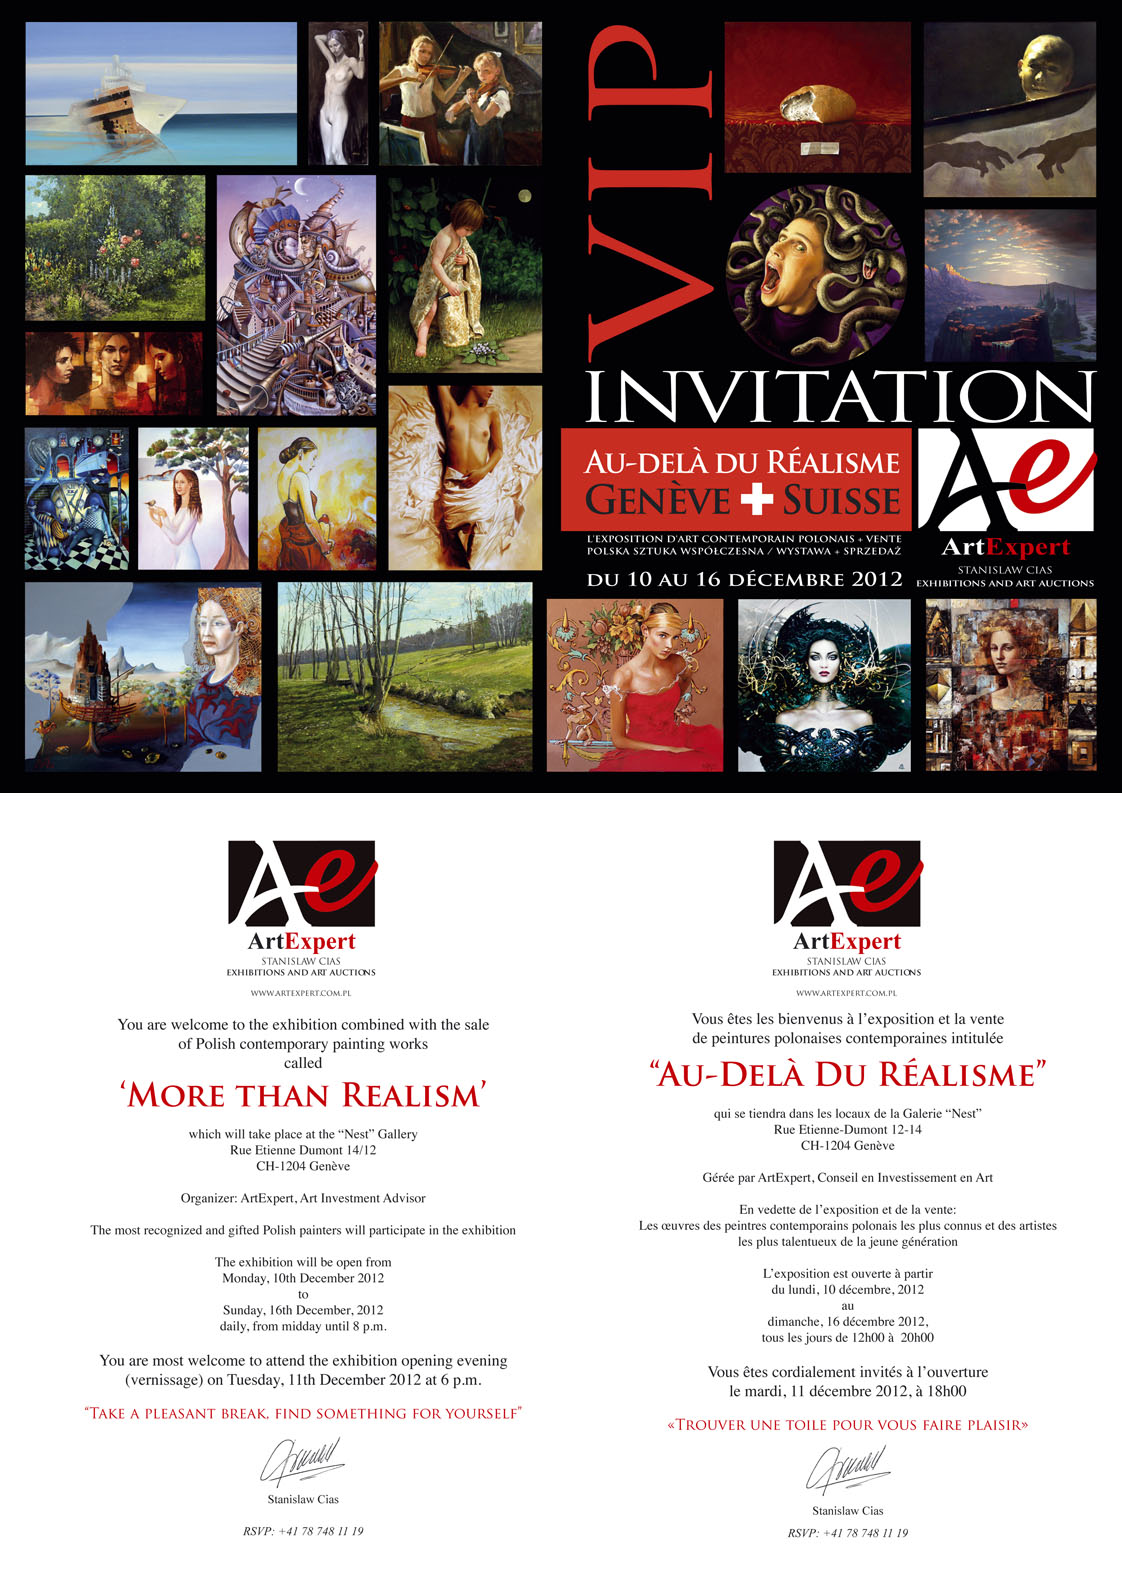 VIP
INVITATION
AU-DELÀ DU RÉALISME
GENÈVE + SUISSE
L'EXPOSITION D'ART CONTEMPORAIN POLONAIS + VENTE
POLSKA SZTUKA WSPÓŁCZESNA / WYSTAWA + SPRZEDAŻ
DU 10 AU 16 DÉCEMBRE 2012
Ae
ArtExpert
STANISLAW CIAS
EXHIBITIONS AND ART AUCTIONS
Ae
ArtExpert
STANISLAW CIAS
EXHIBITIONS AND ART AUCTIONS
WWW.ARTEXPERT.COM.PL
You are welcome to the exhibition combined with the sale
of Polish contemporary painting works
called
‘MORE THAN REALISM’
which will take place at the “Nest” Gallery
Rue Etienne Dumont 14/12
CH-1204 Genève
Organizer: ArtExpert, Art Investment Advisor
The most recognized and gifted Polish painters will participate in the exhibition
The exhibition will be open from
Monday, 10th December 2012
to
Sunday, 16th December, 2012
daily, from midday until 8 p.m.
You are most welcome to attend the exhibition opening evening
(vernissage) on Tuesday, 11th December 2012 at 6 p.m.
“TAKE A PLEASANT BREAK, FIND SOMETHING FOR YOURSELF”
Stanislaw Cias
RSVP: +41 78 748 11 19
Ae
ArtExpert
STANISLAW CIAS
EXHIBITIONS AND ART AUCTIONS
WWW.ARTEXPERT.COM.PL
Vous êtes les bienvenus à l’exposition et la vente
de peintures polonaises contemporaines intitulée
“AU-DELÀ DU RÉALISME”
qui se tiendra dans les locaux de la Galerie “Nest”
Rue Etienne-Dumont 12-14
CH-1204 Genève
Gérée par ArtExpert, Conseil en Investissement en Art
En vedette de l’exposition et de la vente:
Les œuvres des peintres contemporains polonais les plus connus et des artistes
les plus talentueux de la jeune génération
L’exposition est ouverte à partir
du lundi, 10 décembre, 2012
au
dimanche, 16 décembre 2012,
tous les jours de 12h00 à 20h00
Vous êtes cordialement invités à l’ouverture
le mardi, 11 décembre 2012, à 18h00
«TROUVER UNE TOILE POUR VOUS FAIRE PLAISIR»
Stanislaw Cias
RSVP: +41 78 748 11 19